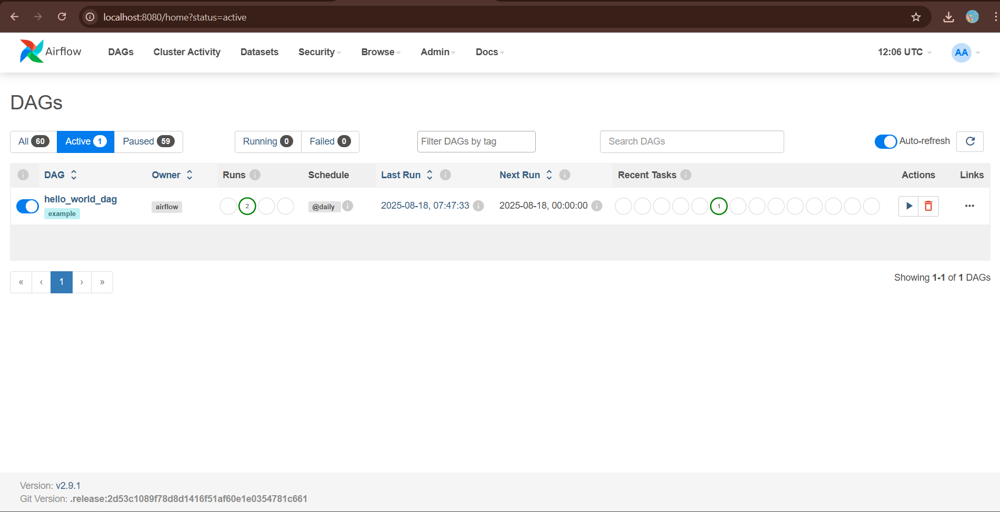 localhost:8080/home?status=active
Airflow DAGs Cluster Activity Datasets Security Browse Admin Docs 12:06 UTC AA
DAGs
All 60 Active 1 Paused 59 Running 0 Failed 0 Filter DAGs by tag Search DAGs Auto-refresh
i DAG Owner Runs i Schedule Last Run i Next Run i Recent Tasks i Actions Links
hello_world_dag airflow 2 @daily i 2025-08-18, 07:47:33 i 2025-08-18, 00:00:00 i 1 •••
example
« ‹ 1 › » Showing 1-1 of 1 DAGs
Version: v2.9.1
Git Version: .release:2d53c1089f78d8d1416f51af60e1e0354781c661